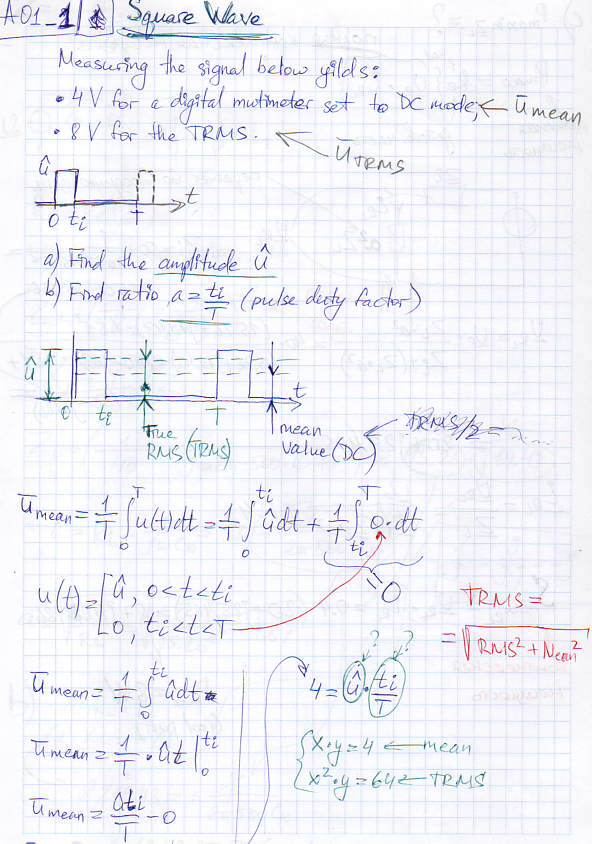 A01_1 Square Wave
Measuring the signal below yilds:
• 4 V for a digital mutimeter set to DC mode; ← U̅mean
• 8 V for the TRMS. ← U̅TRMS
û
t
0 ti T
a) Find the amplitude û
b) Find ratio a = ti/T (pulse duty factor)
û
t
0 ti T
True RMS (TRMS)
mean value (DC)
TRMS/2 = ....
U̅mean = 1/T ∫₀ᵀ u(t)dt = 1/T ∫₀^ti û dt + 1/T ∫ti^T 0·dt
= 0
u(t) = [û, 0<t<ti
0, ti<t<T
TRMS =
= √(RMS² + Mean²)
U̅mean = 1/T ∫₀^ti û dt =
4 = û · ti/T
? ?
U̅mean = 1/T · ût |₀^ti
{x·y = 4 ← mean
x²·y = 64 ← TRMS
U̅mean = ûti/T - 0